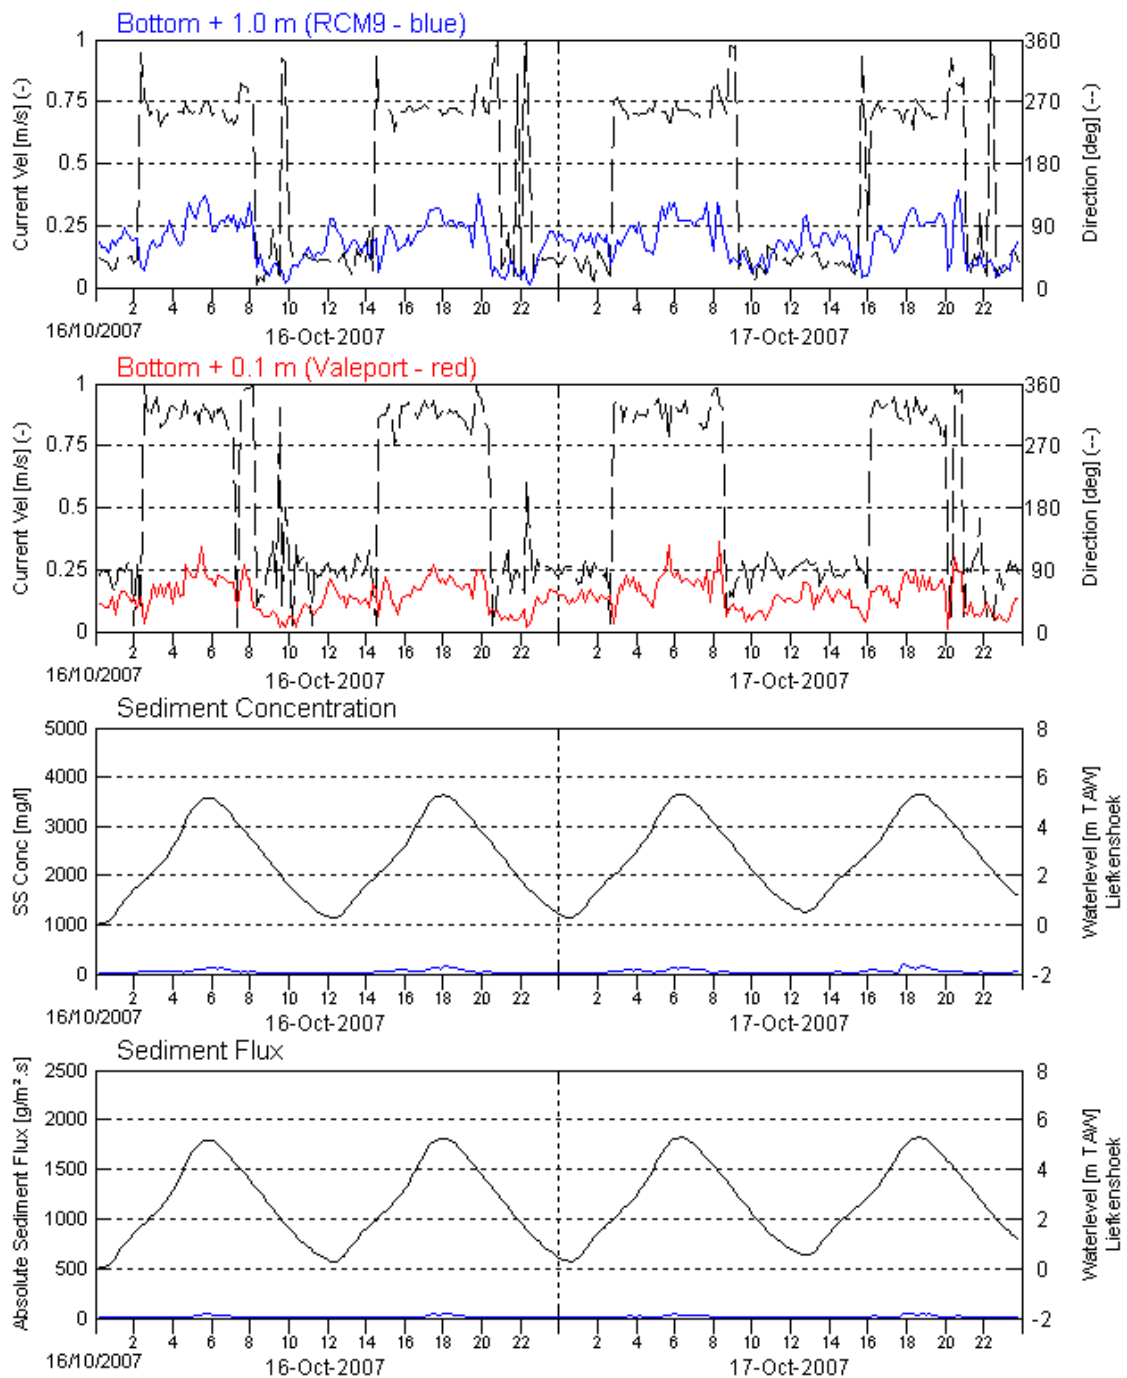 Bottom + 1.0 m (RCM9 - blue)
Current Vel [m/s] (-)
1
0.75
0.5
0.25
0
360
270
180
90
0
Direction [deg] (--)
2 4 6 8 10 12 14 16 18 20 22 2 4 6 8 10 12 14 16 18 20 22
16/10/2007
16-Oct-2007
17-Oct-2007
Bottom + 0.1 m (Valeport - red)
Current Vel [m/s] (-)
1
0.75
0.5
0.25
0
360
270
180
90
0
Direction [deg] (--)
2 4 6 8 10 12 14 16 18 20 22 2 4 6 8 10 12 14 16 18 20 22
16/10/2007
16-Oct-2007
17-Oct-2007
Sediment Concentration
SS Conc [mg/l]
5000
4000
3000
2000
1000
0
8
6
4
2
0
-2
Waterlevel [m TAW]
Liefkenshoek
2 4 6 8 10 12 14 16 18 20 22 2 4 6 8 10 12 14 16 18 20 22
16/10/2007
16-Oct-2007
17-Oct-2007
Sediment Flux
Absolute Sediment Flux [g/m².s]
2500
2000
1500
1000
500
0
8
6
4
2
0
-2
Waterlevel [m TAW]
Liefkenshoek
2 4 6 8 10 12 14 16 18 20 22 2 4 6 8 10 12 14 16 18 20 22
16/10/2007
16-Oct-2007
17-Oct-2007